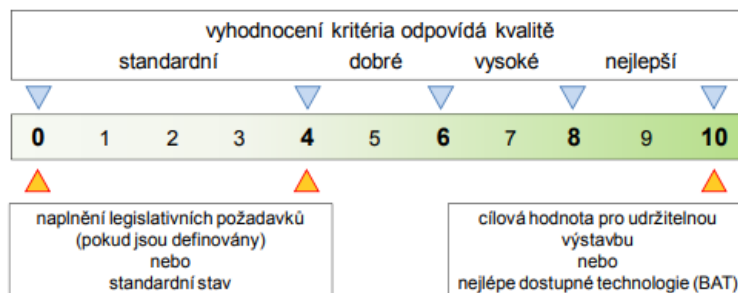 vyhodnocení kritéria odpovídá kvalitě
standardní dobré vysoké nejlepší
0 1 2 3 4 5 6 7 8 9 10
naplnění legislativních požadavků
(pokud jsou definovány)
nebo
standardní stav
cílová hodnota pro udržitelnou
výstavbu
nebo
nejlépe dostupné technologie (BAT)